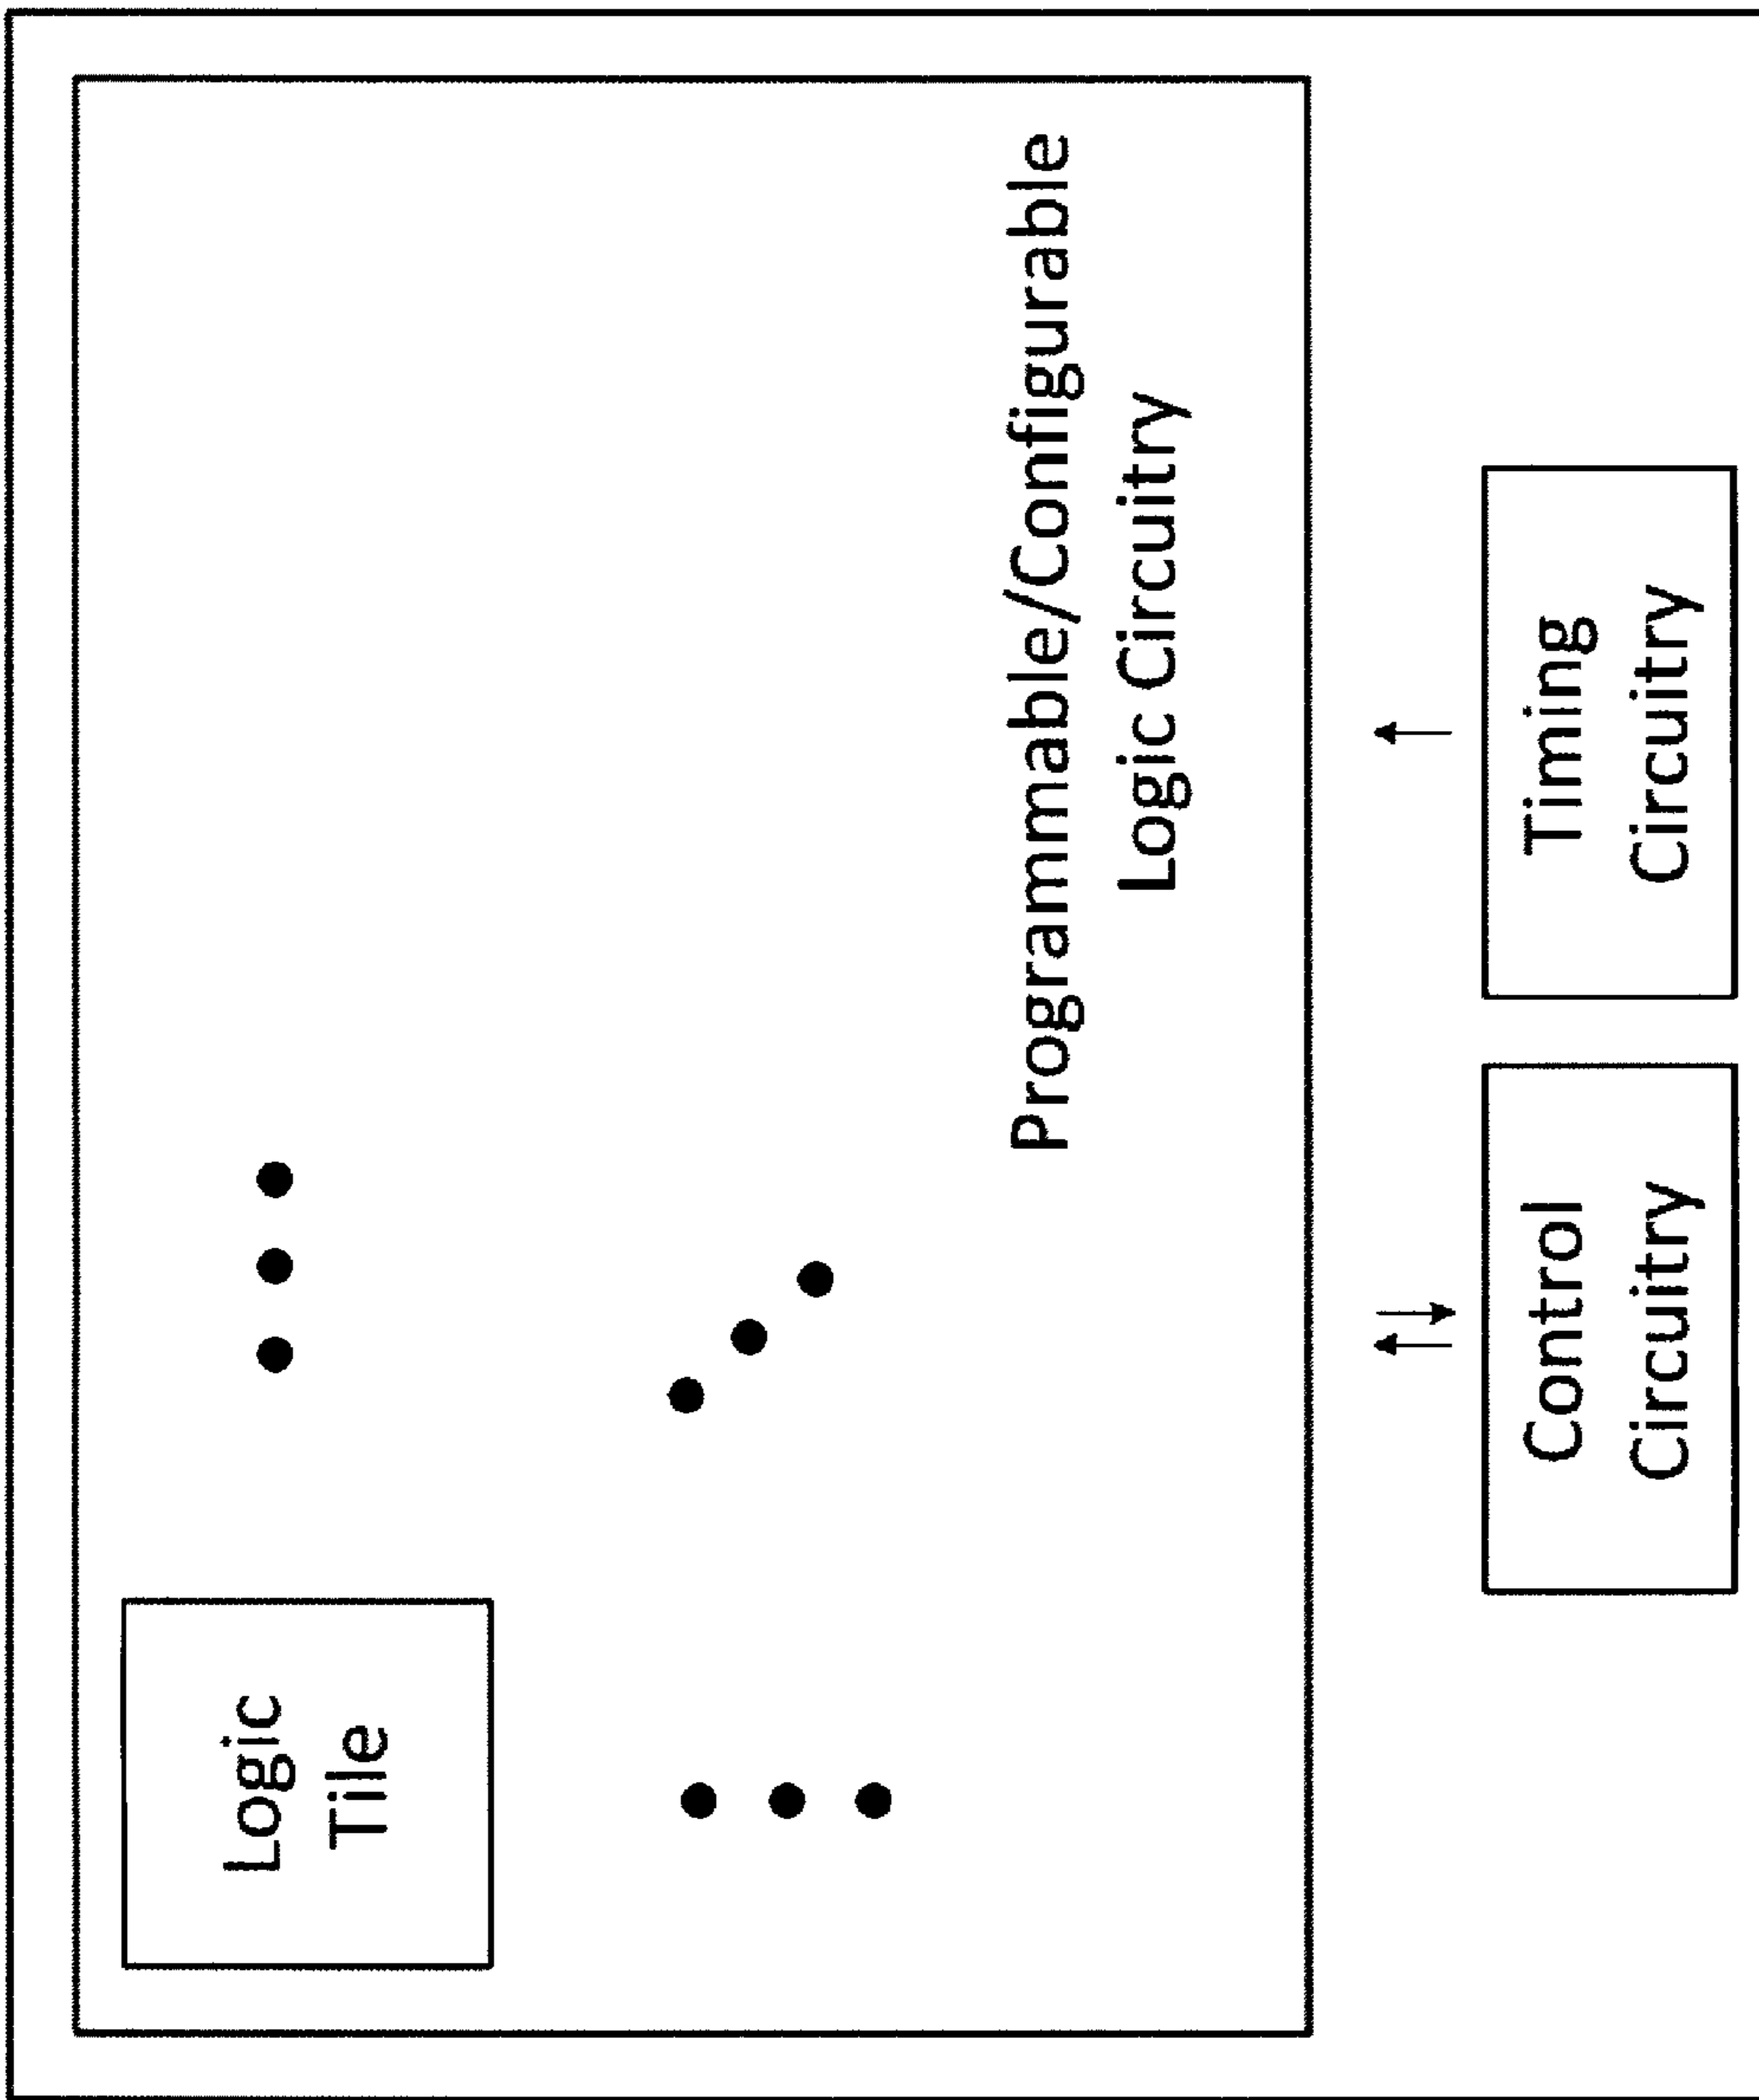 Logic
Tile
Programmable/Configurable
Logic Circuitry
Control
Circuitry
Timing
Circuitry